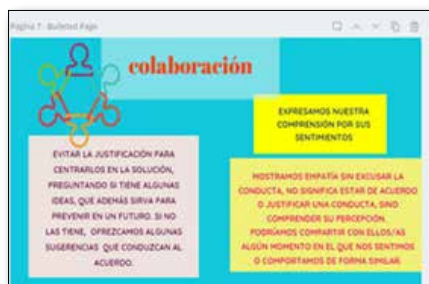 Página 7 - Bulleted Page
colaboración
EXPRESAMOS NUESTRA
COMPRENSIÓN POR SUS
SENTIMIENTOS
EVITAR LA JUSTIFICACIÓN PARA
CENTRARLOS EN LA SOLUCIÓN,
PREGUNTANDO SI TIENE ALGUNAS
IDEAS, QUE ADEMÁS SIRVA PARA
PREVENIR EN UN FUTURO. SI NO
LAS TIENE, OFREZCAMOS ALGUNAS
SUGERENCIAS QUE CONDUZCAN AL
ACUERDO.
MOSTRAMOS EMPATÍA SIN EXCUSAR LA
CONDUCTA, NO SIGNIFICA ESTAR DE ACUERDO
O JUSTIFICAR UNA CONDUCTA, SINO
COMPRENDER SU PERCEPCIÓN.
PODRÍAMOS COMPARTIR CON ELLOS/AS
ALGÚN MOMENTO EN EL QUE NOS SENTIMOS
O COMPORTAMOS DE FORMA SIMILAR